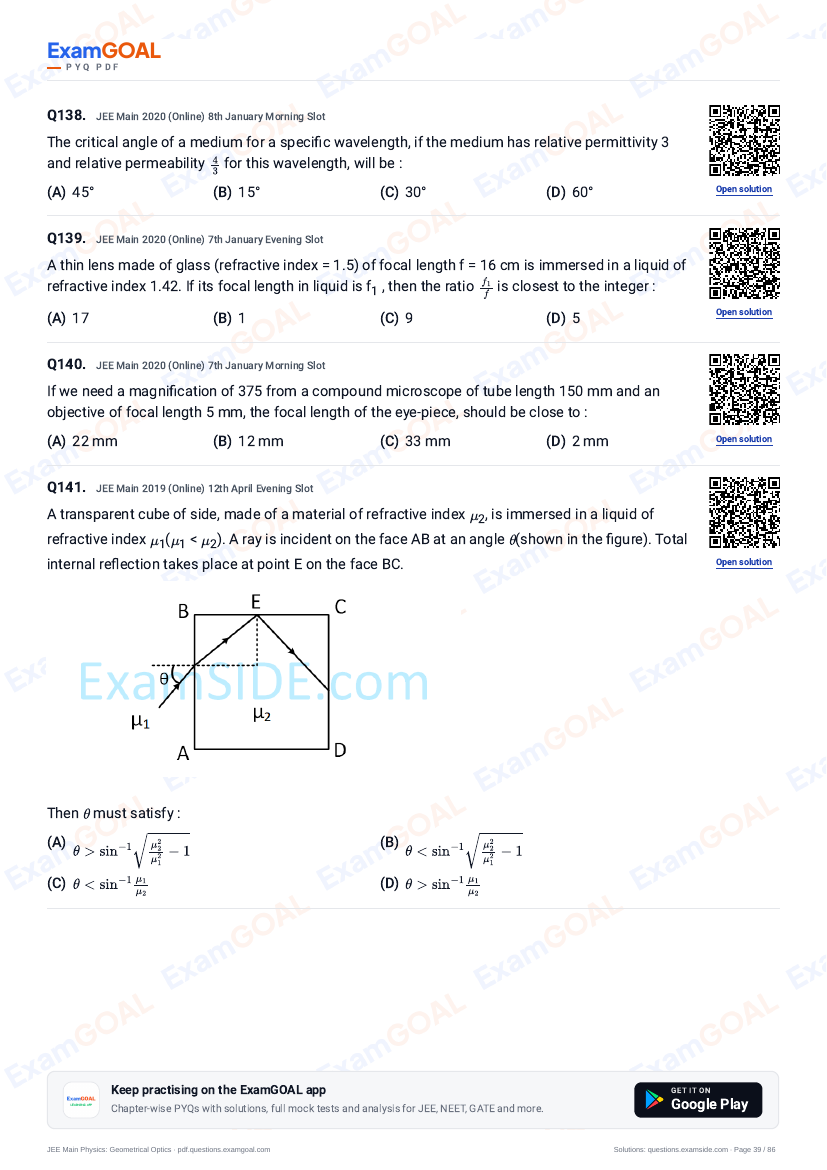 ExamGOAL
PYQ PDF
Q138. JEE Main 2020 (Online) 8th January Morning Slot
The critical angle of a medium for a specific wavelength, if the medium has relative permittivity 3
and relative permeability 4/3 for this wavelength, will be :
(A) 45° (B) 15° (C) 30° (D) 60°
Open solution
Q139. JEE Main 2020 (Online) 7th January Evening Slot
A thin lens made of glass (refractive index = 1.5) of focal length f = 16 cm is immersed in a liquid of
refractive index 1.42. If its focal length in liquid is f₁ , then the ratio f₁/f is closest to the integer :
(A) 17 (B) 1 (C) 9 (D) 5
Open solution
Q140. JEE Main 2020 (Online) 7th January Morning Slot
If we need a magnification of 375 from a compound microscope of tube length 150 mm and an
objective of focal length 5 mm, the focal length of the eye-piece, should be close to :
(A) 22 mm (B) 12 mm (C) 33 mm (D) 2 mm
Open solution
Q141. JEE Main 2019 (Online) 12th April Evening Slot
A transparent cube of side, made of a material of refractive index μ₂, is immersed in a liquid of
refractive index μ₁(μ₁ < μ₂). A ray is incident on the face AB at an angle θ(shown in the figure). Total
internal reflection takes place at point E on the face BC.
Open solution
B E C
θ
μ₁ μ₂
A D
ExamSIDE.com
Then θ must satisfy :
(A) θ > sin⁻¹ √(μ₂²/μ₁² − 1) (B) θ < sin⁻¹ √(μ₂²/μ₁² − 1)
(C) θ < sin⁻¹ μ₁/μ₂ (D) θ > sin⁻¹ μ₁/μ₂
ExamGOAL
Keep practising on the ExamGOAL app
Chapter-wise PYQs with solutions, full mock tests and analysis for JEE, NEET, GATE and more.
GET IT ON
Google Play
JEE Main Physics: Geometrical Optics · pdf.questions.examgoal.com Solutions: questions.examside.com · Page 39 / 86